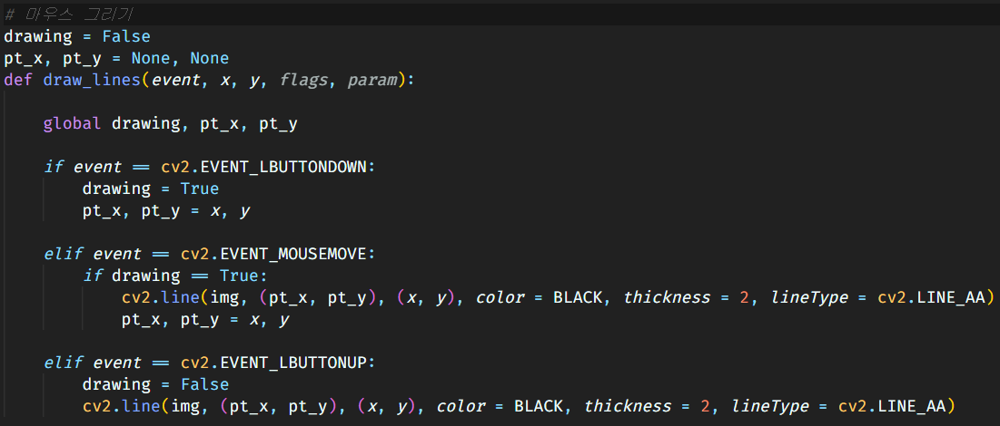 # 마우스 그리기
drawing = False
pt_x, pt_y = None, None
def draw_lines(event, x, y, flags, param):
global drawing, pt_x, pt_y
if event == cv2.EVENT_LBUTTONDOWN:
drawing = True
pt_x, pt_y = x, y
elif event == cv2.EVENT_MOUSEMOVE:
if drawing == True:
cv2.line(img, (pt_x, pt_y), (x, y), color = BLACK, thickness = 2, lineType = cv2.LINE_AA)
pt_x, pt_y = x, y
elif event == cv2.EVENT_LBUTTONUP:
drawing = False
cv2.line(img, (pt_x, pt_y), (x, y), color = BLACK, thickness = 2, lineType = cv2.LINE_AA)